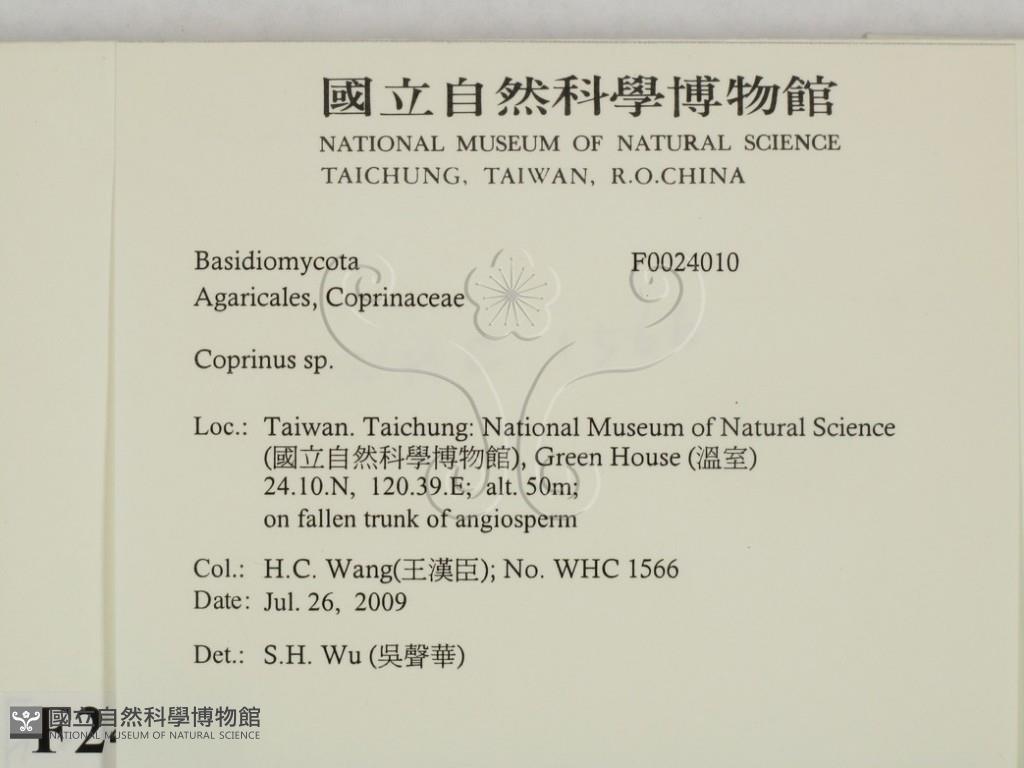 國立自然科學博物館
NATIONAL MUSEUM OF NATURAL SCIENCE
TAICHUNG, TAIWAN, R.O.CHINA
Basidiomycota F0024010
Agaricales, Coprinaceae
Coprinus sp.
Loc.: Taiwan. Taichung: National Museum of Natural Science
(國立自然科學博物館), Green House (溫室)
24.10.N, 120.39.E; alt. 50m;
on fallen trunk of angiosperm
Col.: H.C. Wang(王漢臣); No. WHC 1566
Date: Jul. 26, 2009
Det.: S.H. Wu (吳聲華)
國立自然科學博物館
NATIONAL MUSEUM OF NATURAL SCIENCE